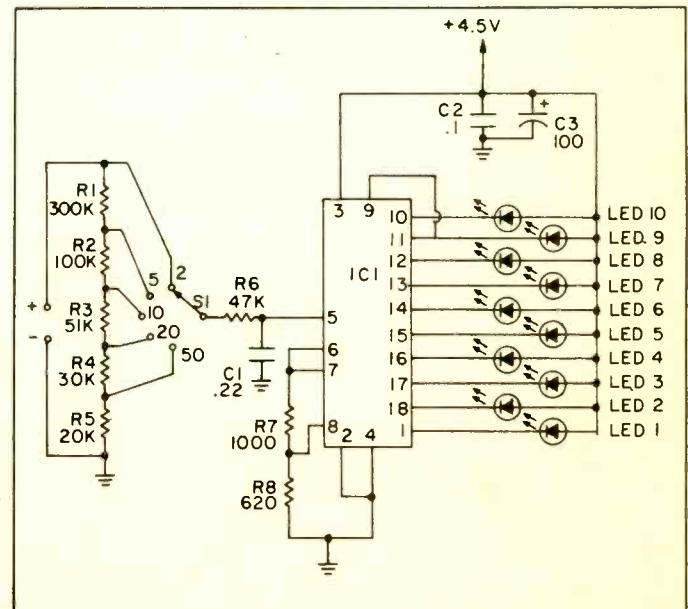 +4.5V
C2
.1
+
C3
100
R1
300K
R2
100K
R3
51K
R4
30K
R5
20K
+
-
5
2
10
20
50
S1
R6
47K
C1
.22
3
9
IC1
10
11
12
13
14
15
16
17
18
1
5
6
7
8
2
4
R7
1000
R8
620
LED 10
LED 9
LED 8
LED 7
LED 6
LED 5
LED 4
LED 3
LED 2
LED 1